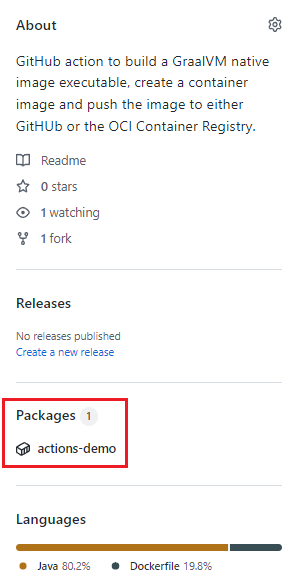 About
GitHub action to build a GraalVM native
image executable, create a container
image and push the image to either
GitHUb or the OCI Container Registry.
Readme
0 stars
1 watching
1 fork
Releases
No releases published
Create a new release
Packages 1
actions-demo
Languages
Java 80.2% Dockerfile 19.8%